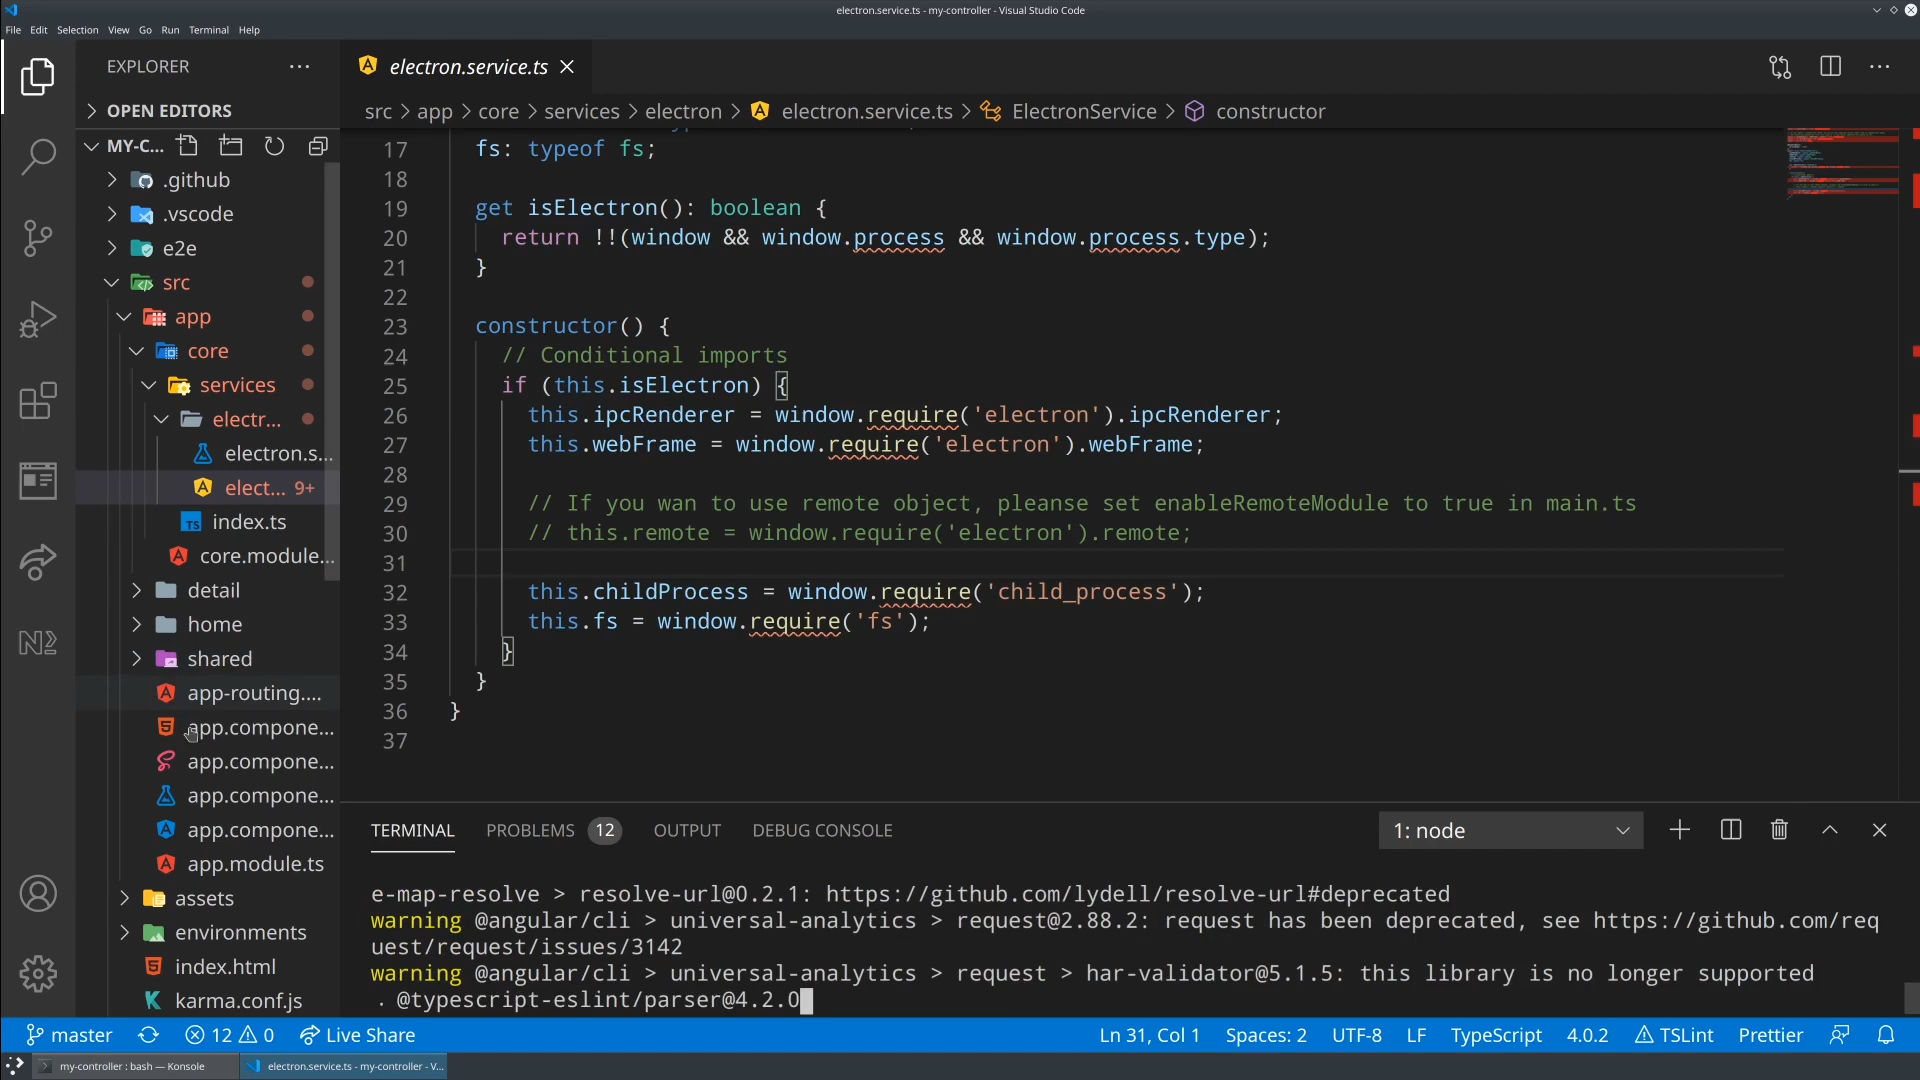 electron.service.ts - my-controller - Visual Studio Code
File Edit Selection View Go Run Terminal Help
EXPLORER
OPEN EDITORS
MY-C...
.github
.vscode
e2e
src
app
core
services
electr...
electron.s...
elect... 9+
index.ts
core.module...
detail
home
shared
app-routing....
app.compone...
app.compone...
app.compone...
app.compone...
app.module.ts
assets
environments
index.html
karma.conf.js
electron.service.ts
src > app > core > services > electron > electron.service.ts > ElectronService > constructor
17 fs: typeof fs;
18
19 get isElectron(): boolean {
20 return !!(window && window.process && window.process.type);
21 }
22
23 constructor() {
24 // Conditional imports
25 if (this.isElectron) {
26 this.ipcRenderer = window.require('electron').ipcRenderer;
27 this.webFrame = window.require('electron').webFrame;
28
29 // If you wan to use remote object, pleanse set enableRemoteModule to true in main.ts
30 // this.remote = window.require('electron').remote;
31
32 this.childProcess = window.require('child_process');
33 this.fs = window.require('fs');
34 }
35 }
36 }
37
TERMINAL PROBLEMS 12 OUTPUT DEBUG CONSOLE 1: node
e-map-resolve > resolve-url@0.2.1: https://github.com/lydell/resolve-url#deprecated
warning @angular/cli > universal-analytics > request@2.88.2: request has been deprecated, see https://github.com/req
uest/request/issues/3142
warning @angular/cli > universal-analytics > request > har-validator@5.1.5: this library is no longer supported
. @typescript-eslint/parser@4.2.0
master 12 0 Live Share Ln 31, Col 1 Spaces: 2 UTF-8 LF TypeScript 4.0.2 TSLint Prettier
my-controller : bash — Konsole electron.service.ts - my-controller - V...